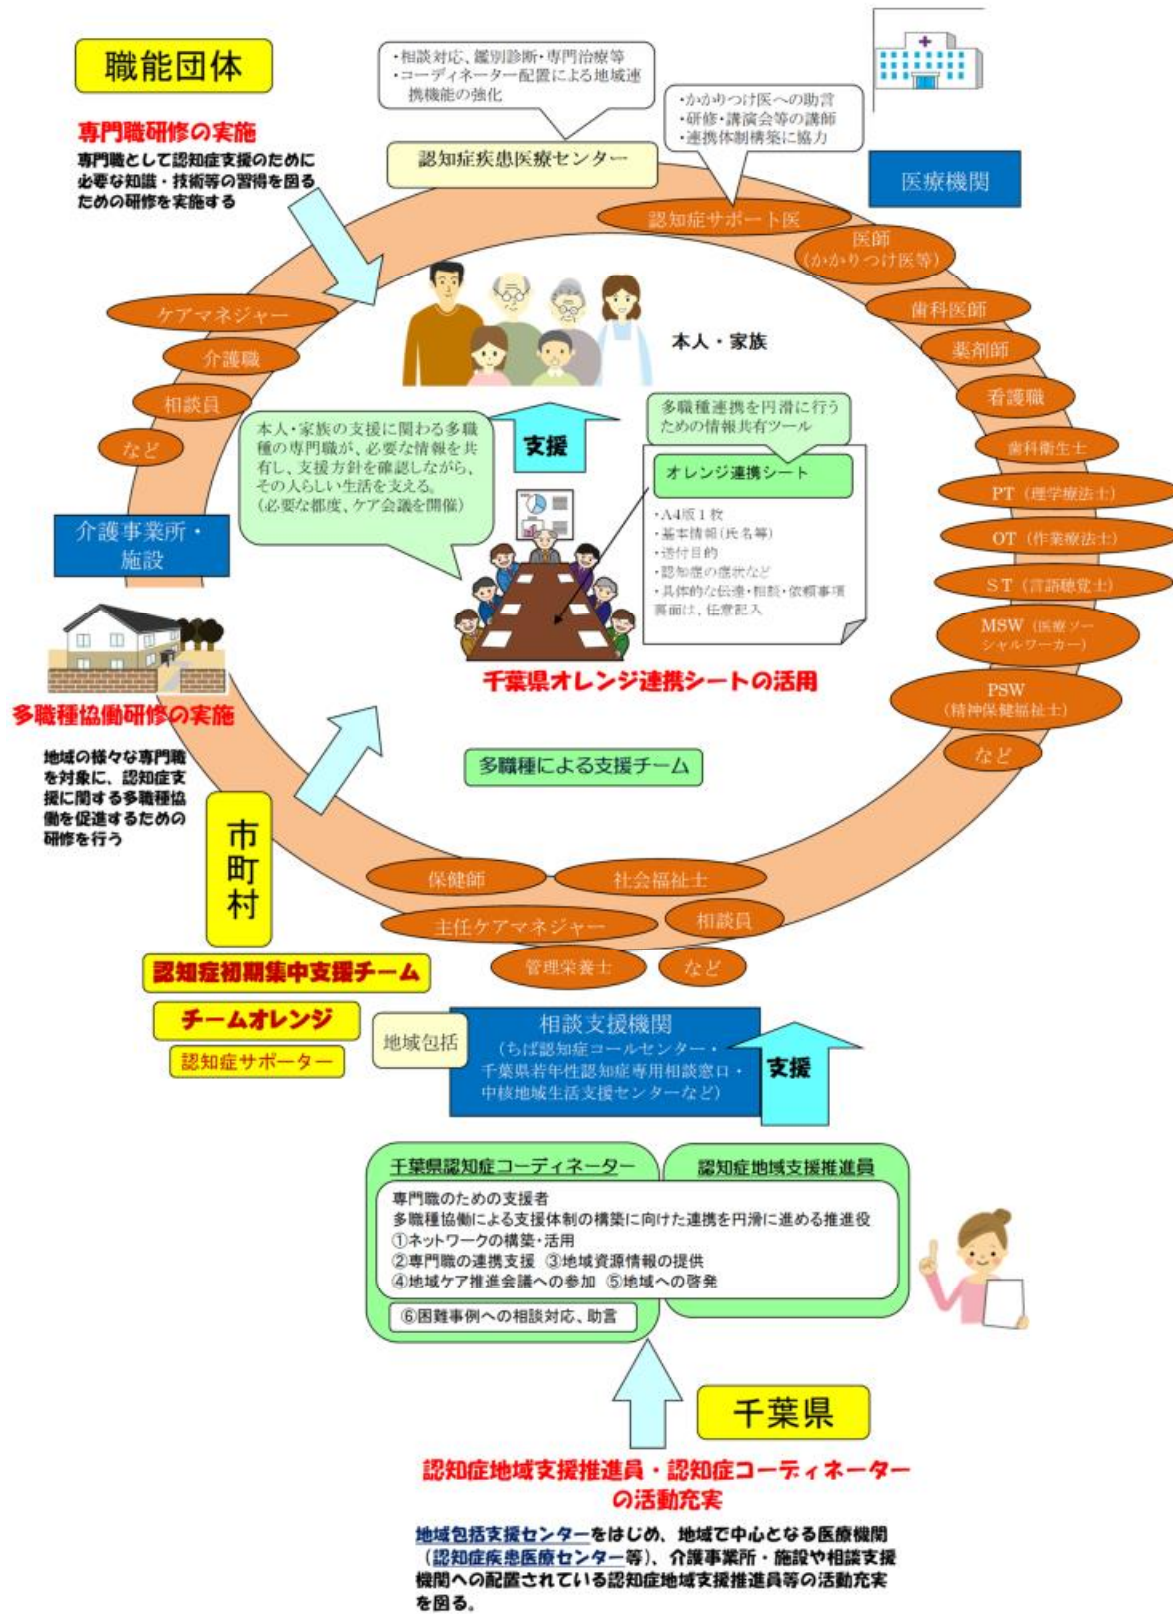 職能団体
専門職研修の実施
専門職として認知症支援のために
必要な知識・技術等の習得を図る
ための研修を実施する
・相談対応、鑑別診断・専門治療等
・コーディネーター配置による地域連
携機能の強化
・かかりつけ医への助言
・研修・講演会等の講師
・連携体制構築に協力
認知症疾患医療センター
医療機関
認知症サポート医
医師
(かかりつけ医等)
歯科医師
薬剤師
看護職
歯科衛生士
PT（理学療法士）
OT（作業療法士）
ST（言語聴覚士）
MSW（医療ソー
シャルワーカー）
PSW
（精神保健福祉士）
など
ケアマネジャー
介護職
相談員
など
介護事業所・
施設
本人・家族
支援
本人・家族の支援に関わる多職
種の専門職が、必要な情報を共
有し、支援方針を確認しながら、
その人らしい生活を支える。
(必要な都度、ケア会議を開催)
多職種連携を円滑に行う
ための情報共有ツール
オレンジ連携シート
・A4版１枚
・基本情報(氏名等)
・送付目的
・認知症の症状など
・具体的な伝達・相談・依頼事項
裏面は、任意記入
千葉県オレンジ連携シートの活用
多職種協働研修の実施
地域の様々な専門職
を対象に、認知症支
援に関する多職種協
働を促進するための
研修を行う
多職種による支援チーム
市町村
保健師
社会福祉士
主任ケアマネジャー
相談員
管理栄養士
など
認知症初期集中支援チーム
チームオレンジ
認知症サポーター
地域包括
相談支援機関
（ちば認知症コールセンター・
千葉県若年性認知症専用相談窓口・
中核地域生活支援センターなど）
支援
千葉県認知症コーディネーター
認知症地域支援推進員
専門職のための支援者
多職種協働による支援体制の構築に向けた連携を円滑に進める推進役
①ネットワークの構築・活用
②専門職の連携支援 ③地域資源情報の提供
④地域ケア推進会議への参加 ⑤地域への啓発
⑥困難事例への相談対応、助言
千葉県
認知症地域支援推進員・認知症コーディネーター
の活動充実
地域包括支援センターをはじめ、地域で中心となる医療機関
（認知症疾患医療センター等）、介護事業所・施設や相談支援
機関への配置されている認知症地域支援推進員等の活動充実
を図る。